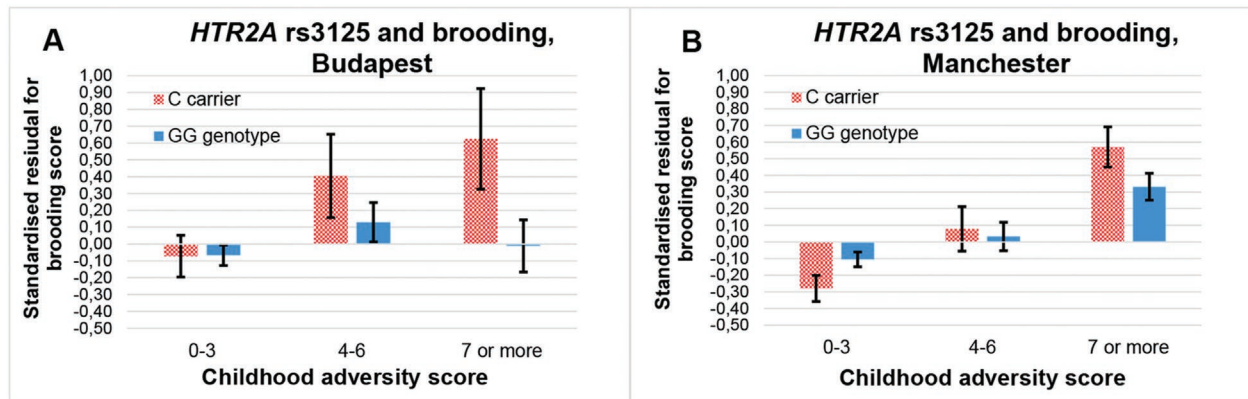 A
HTR2A rs3125 and brooding,
Budapest
Standardised resiudal for
brooding score
1,00
0,90
0,80
0,70
0,60
0,50
0,40
0,30
0,20
0,10
0,00
-0,10
-0,20
-0,30
-0,40
-0,50
C carrier
GG genotype
0-3
4-6
7 or more
Childhood adversity score
B
HTR2A rs3125 and brooding,
Manchester
Standardised residual for
brooding score
1,00
0,90
0,80
0,70
0,60
0,50
0,40
0,30
0,20
0,10
0,00
-0,10
-0,20
-0,30
-0,40
-0,50
C carrier
GG genotype
0-3
4-6
7 or more
Childhood adversity score